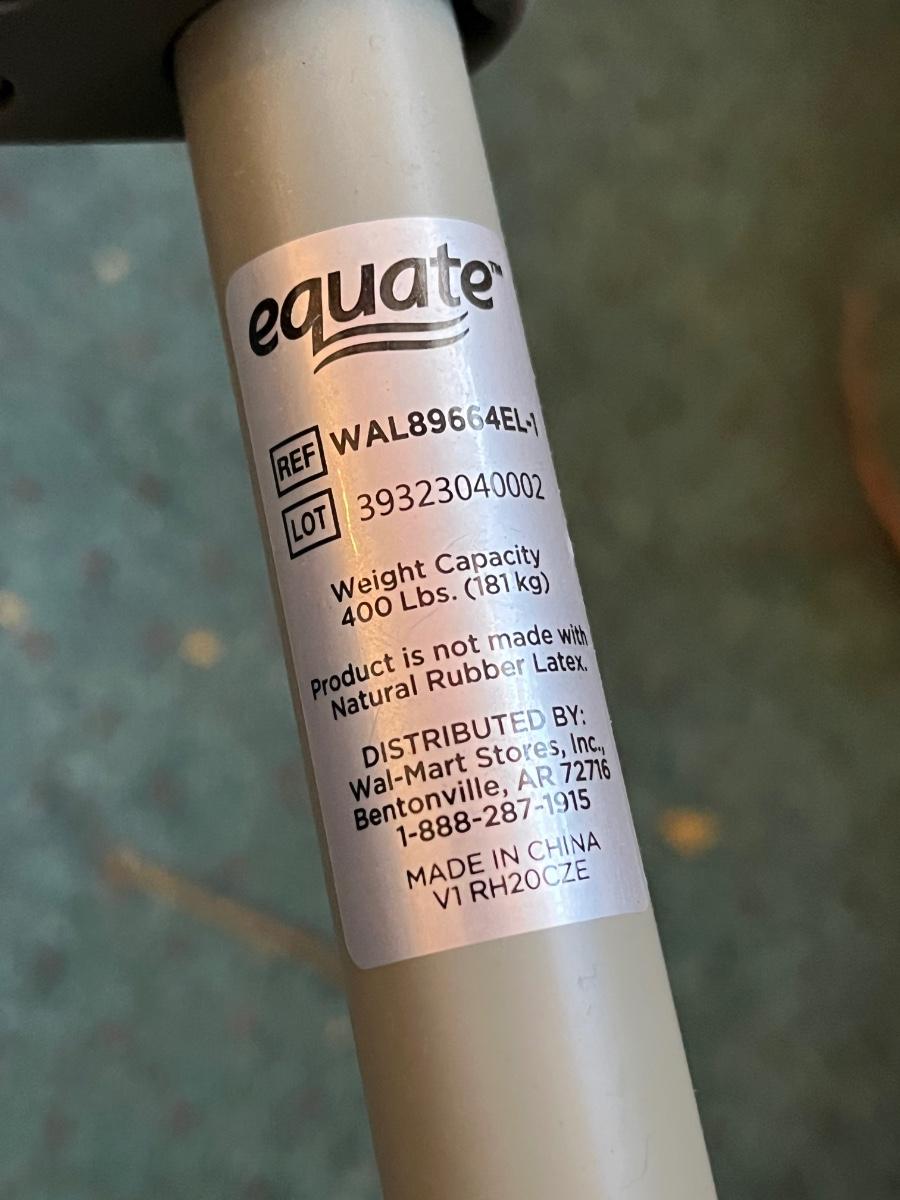 equate™
REF WAL89664EL-1
LOT 39323040002
Weight Capacity
400 Lbs. (181 kg)
Product is not made with
Natural Rubber Latex.
DISTRIBUTED BY:
Wal-Mart Stores, Inc.,
Bentonville, AR 72716
1-888-287-1915
MADE IN CHINA
V1 RH20CZE